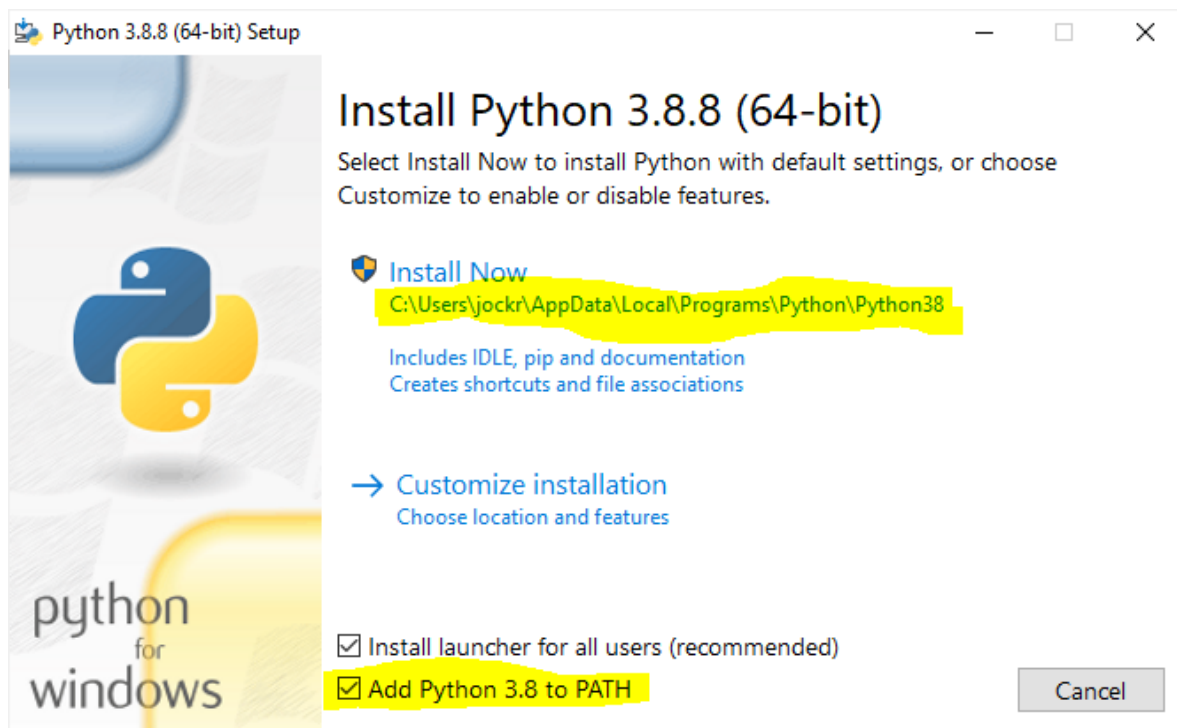 Python 3.8.8 (64-bit) Setup
Install Python 3.8.8 (64-bit)
Select Install Now to install Python with default settings, or choose
Customize to enable or disable features.
Install Now
C:\Users\jockr\AppData\Local\Programs\Python\Python38
Includes IDLE, pip and documentation
Creates shortcuts and file associations
Customize installation
Choose location and features
python
for
windows
Install launcher for all users (recommended)
Add Python 3.8 to PATH
Cancel